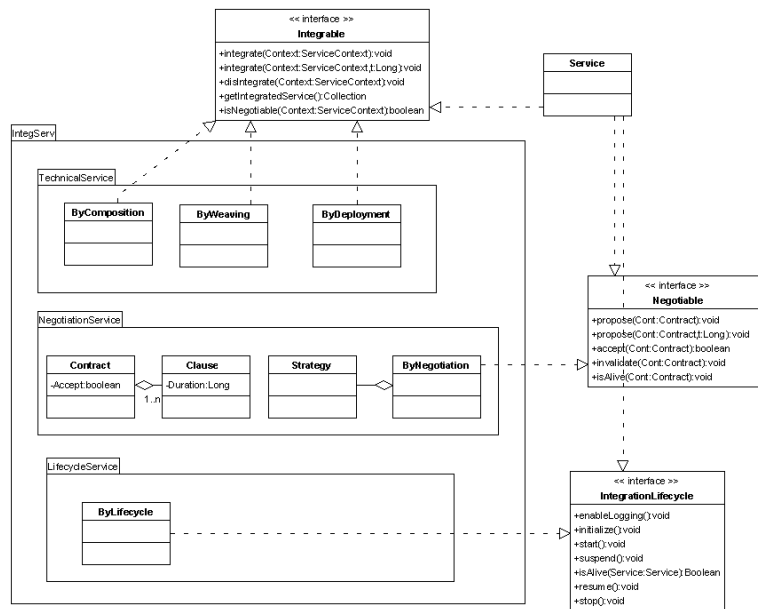 << interface >>
Integrable
+integrate(Context:ServiceContext):void
+integrate(Context:ServiceContext,t:Long):void
+disIntegrate(Context:ServiceContext):void
+getIntegratedService():Collection
+isNegotiable(Context:ServiceContext):boolean
Service
IntegServ
TechnicalService
ByComposition
ByWeaving
ByDeployment
<< interface >>
Negotiable
+propose(Cont:Contract):void
+propose(Cont:Contract,t:Long):void
+accept(Cont:Contract):boolean
+invalidate(Cont:Contract):void
+isAlive(Cont:Contract):void
NegotiationService
Contract
-Accept:boolean
1..n
Clause
-Duration:Long
Strategy
ByNegotiation
LifecycleService
ByLifecycle
<< interface >>
IntegrationLifecycle
+enableLogging():void
+initialize():void
+start():void
+suspend():void
+isAlive(Service:Service):Boolean
+resume():void
+stop():void